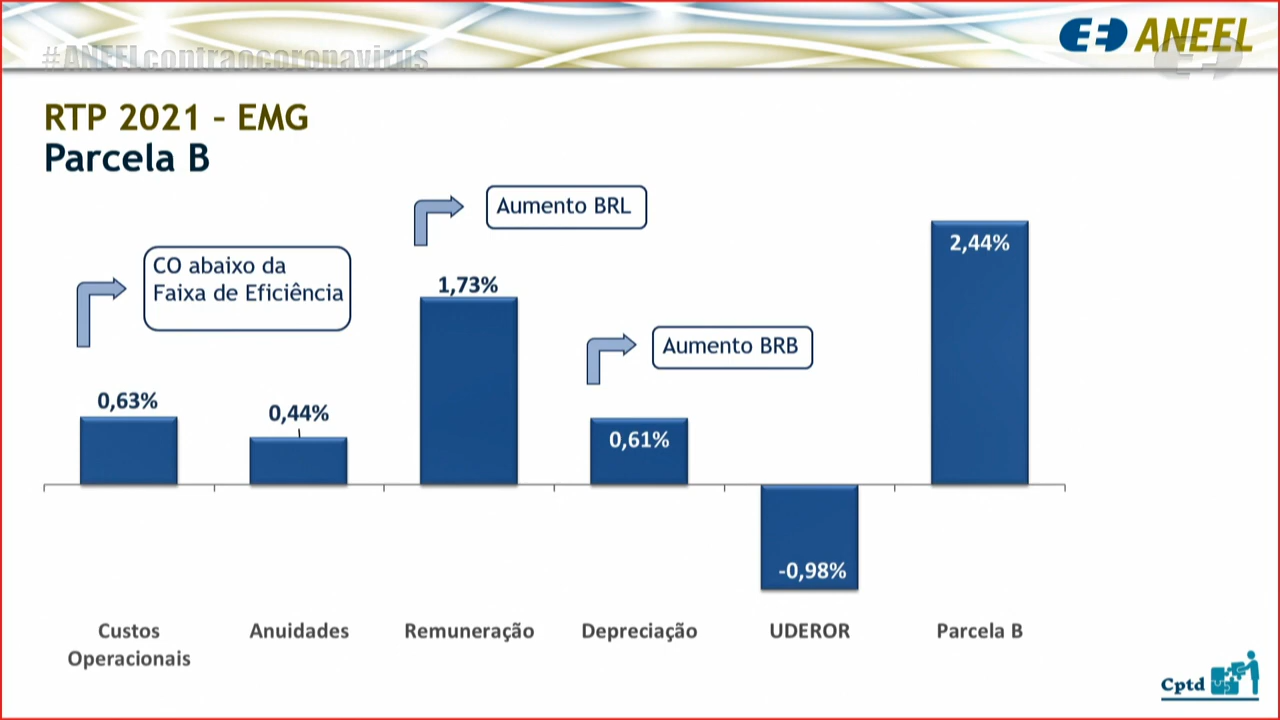 #ANEELcontraocoronavirus
ANEEL
RTP 2021 – EMG
Parcela B
Aumento BRL
2,44%
CO abaixo da
Faixa de Eficiência
1,73%
Aumento BRB
0,63%
0,44%
0,61%
-0,98%
Custos
Operacionais
Anuidades
Remuneração
Depreciação
UDEROR
Parcela B
Cptd